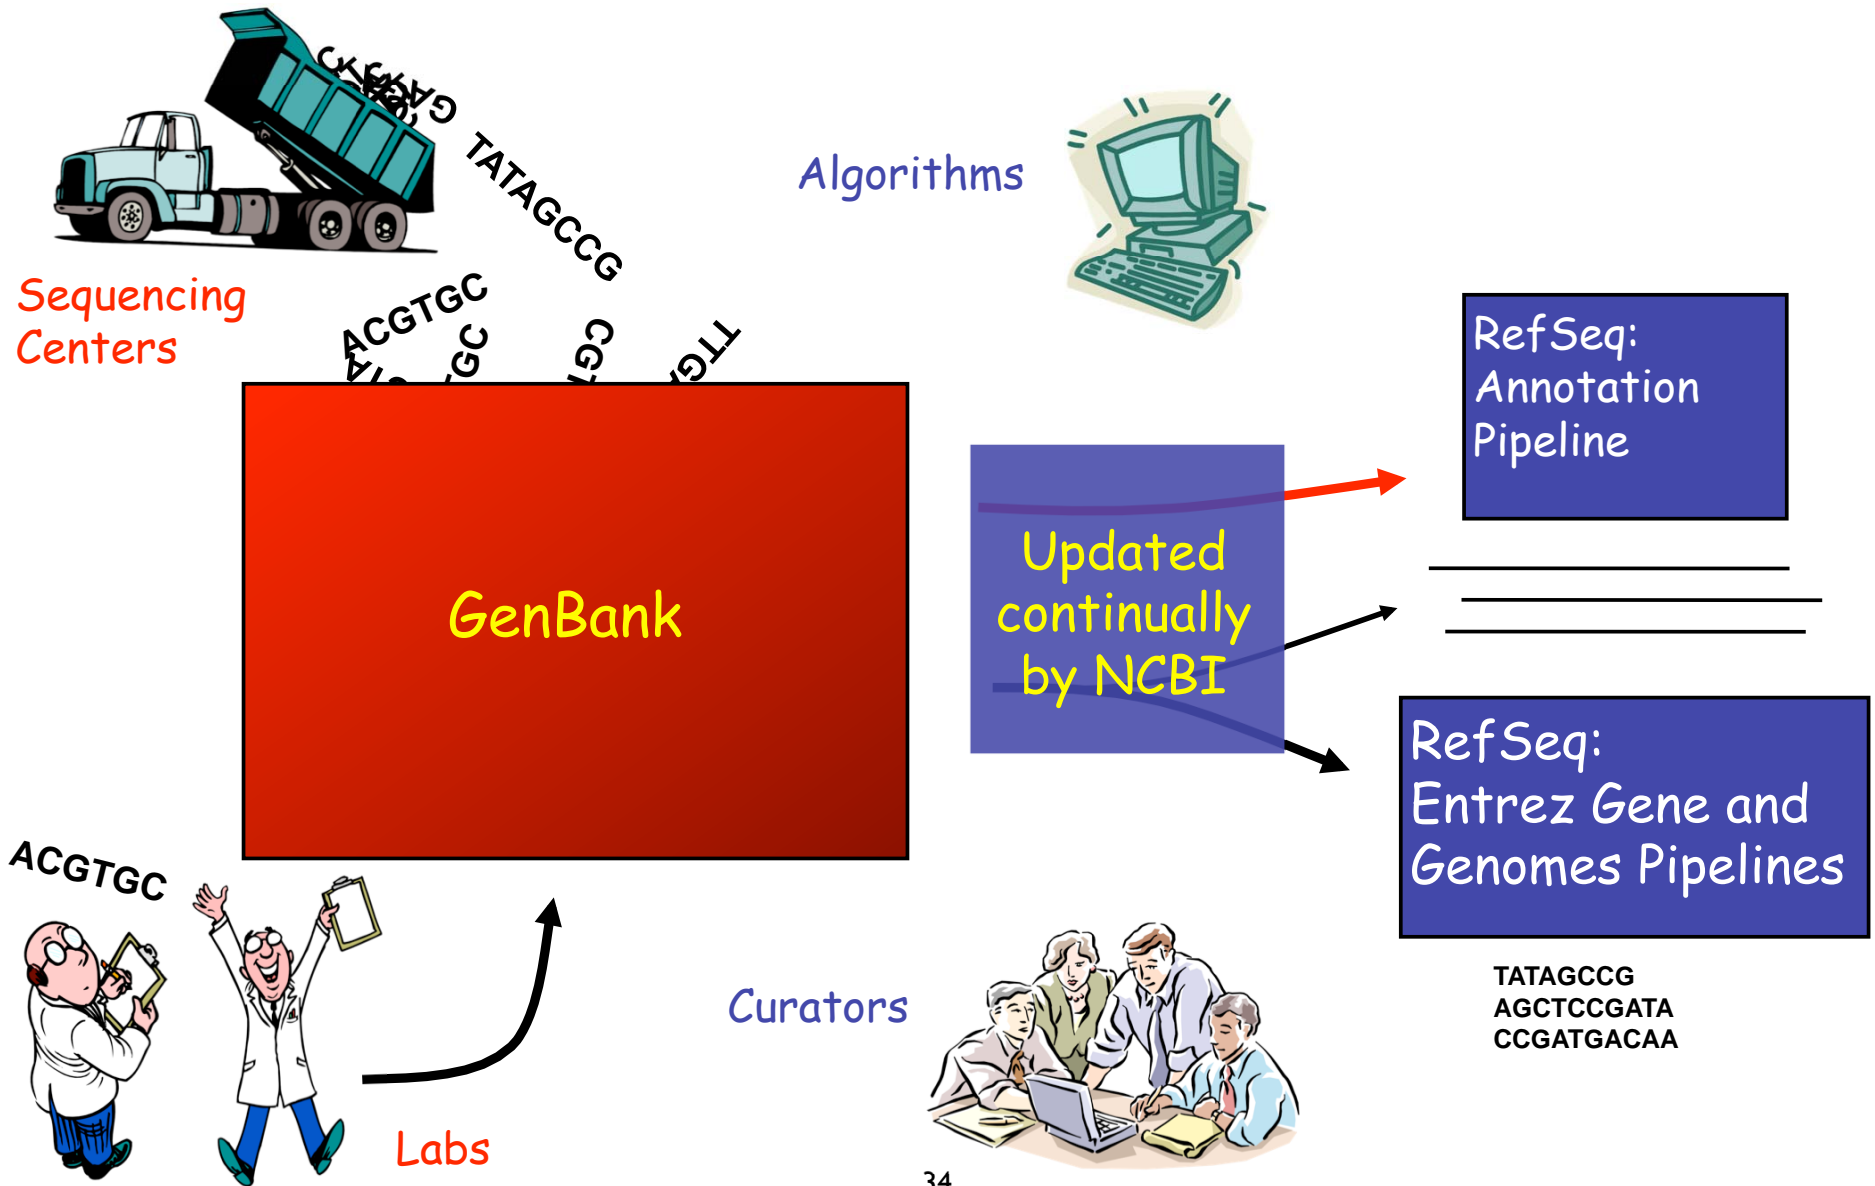 TATAGCCG
Algorithms
Sequencing
Centers
ACGTGC
RefSeq:
Annotation
Pipeline
GenBank
Updated
continually
by NCBI
RefSeq:
Entrez Gene and
Genomes Pipelines
ACGTGC
TATAGCCG
AGCTCCGATA
CCGATGACAA
Curators
Labs
34